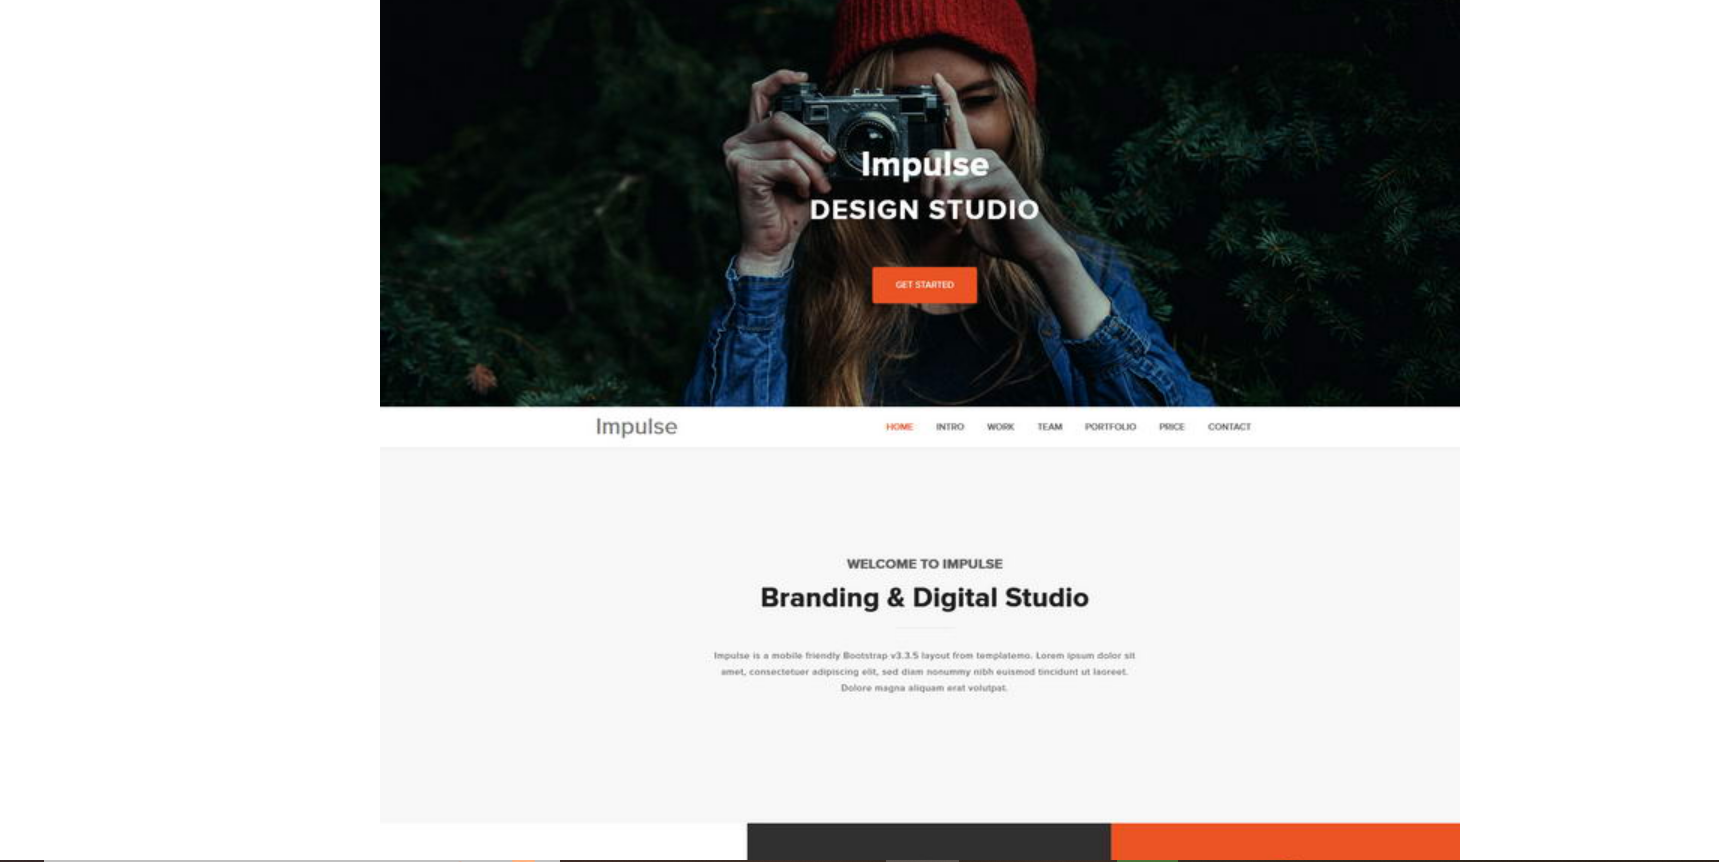 Impulse
DESIGN STUDIO
GET STARTED
Impulse
HOME INTRO WORK TEAM PORTFOLIO PRICE CONTACT
WELCOME TO IMPULSE
Branding & Digital Studio
Impulse is a mobile friendly Bootstrap v3.3.5 layout from templatemo. Lorem ipsum dolor sit
amet, consectetuer adipiscing elit, sed diam nonummy nibh euismod tincidunt ut laoreet.
Dolore magna aliquam erat volutpat.